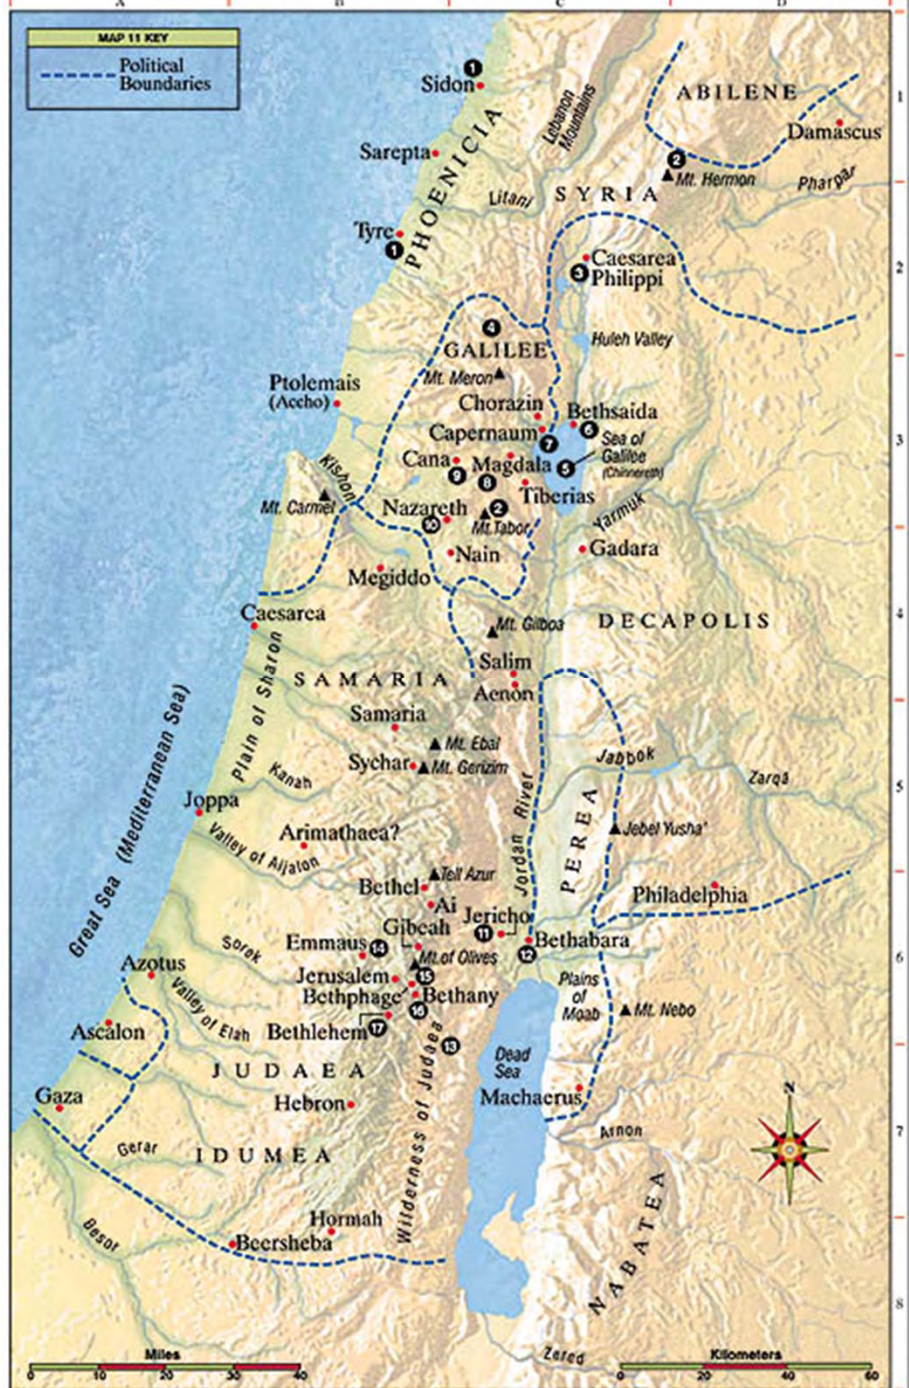 A B C D
MAP 11 KEY
Political
Boundaries
1
Sidon
Lebanon
Mountains
ABILENE
1
Damascus
Sarepta
PHOENICIA
2
Mt. Hermon
Pharpar
Litani
SYRIA
Tyre
1
Caesarea
3 Philippi
2
4
GALILEE
Huleh Valley
Mt. Meron
Ptolemais
(Accho)
Chorazin
Bethsaida
6
Capernaum
7
Sea of
Galilee
(Chinnereth)
3
Cana
9
Magdala
8
5
Kishon
Tiberias
Mt. Carmel
Nazareth
10
2
Mt. Tabor
Yarmuk
Nain
Gadara
Megiddo
Caesarea
4
Mt. Gilboa
DECAPOLIS
Plain of Sharon
Salim
Aenon
SAMARIA
Samaria
Great Sea (Mediterranean Sea)
Mt. Ebal
Sychar
Mt. Gerizim
Jabbok
Zarqa
Kanah
5
Joppa
Jordan River
PEREA
Jebel Yusha'
Arimathaea?
Valley of Aijalon
Tell Azur
Bethel
Ai
Philadelphia
Gibeah
Jericho
11
Bethabara
12
Emmaus 14
Sorek
Mt. of Olives
6
Azotus
Jerusalem
15
Bethphage
Bethany
16
Plains
of
Moab
Mt. Nebo
Valley of Elah
Ascalon
Bethlehem
17
13
Wilderness of Judaea
Dead
Sea
JUDAEA
Gaza
Hebron
Machaerus
N
Arnon
7
Gerar
IDUMEA
NABATEA
Hormah
Besor
Beersheba
8
Zered
Miles
0 10 20 30 40
Kilometers
0 20 40 60